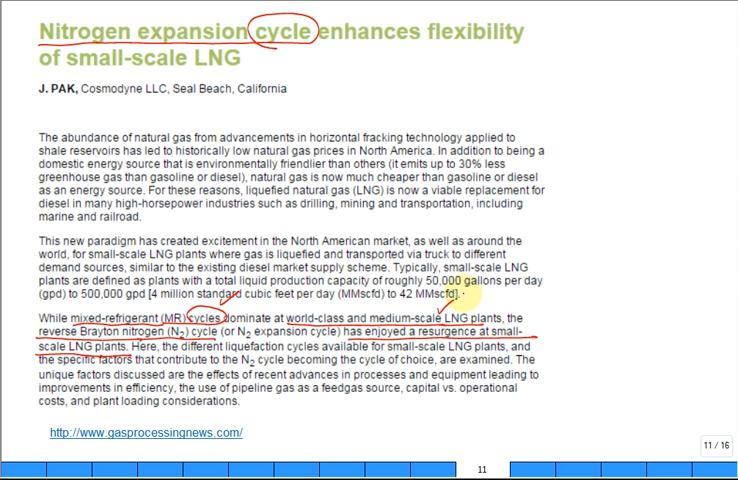 Nitrogen expansion cycle enhances flexibility
of small-scale LNG
J. PAK, Cosmodyne LLC, Seal Beach, California
The abundance of natural gas from advancements in horizontal fracking technology applied to
shale reservoirs has led to historically low natural gas prices in North America. In addition to being a
domestic energy source that is environmentally friendlier than others (it emits up to 30% less
greenhouse gas than gasoline or diesel), natural gas is now much cheaper than gasoline or diesel
as an energy source. For these reasons, liquefied natural gas (LNG) is now a viable replacement for
diesel in many high-horsepower industries such as drilling, mining and transportation, including
marine and railroad.
This new paradigm has created excitement in the North American market, as well as around the
world, for small-scale LNG plants where gas is liquefied and transported via truck to different
demand sources, similar to the existing diesel market supply scheme. Typically, small-scale LNG
plants are defined as plants with a total liquid production capacity of roughly 50,000 gallons per day
(gpd) to 500,000 gpd [4 million standard cubic feet per day (MMscfd) to 42 MMscfd].
While mixed-refrigerant (MR) cycles dominate at world-class and medium-scale LNG plants, the
reverse Brayton nitrogen (N2) cycle (or N2 expansion cycle) has enjoyed a resurgence at small-
scale LNG plants. Here, the different liquefaction cycles available for small-scale LNG plants, and
the specific factors that contribute to the N2 cycle becoming the cycle of choice, are examined. The
unique factors discussed are the effects of recent advances in processes and equipment leading to
improvements in efficiency, the use of pipeline gas as a feedgas source, capital vs. operational
costs, and plant loading considerations.
http://www.gasprocessingnews.com/
11 / 16
11